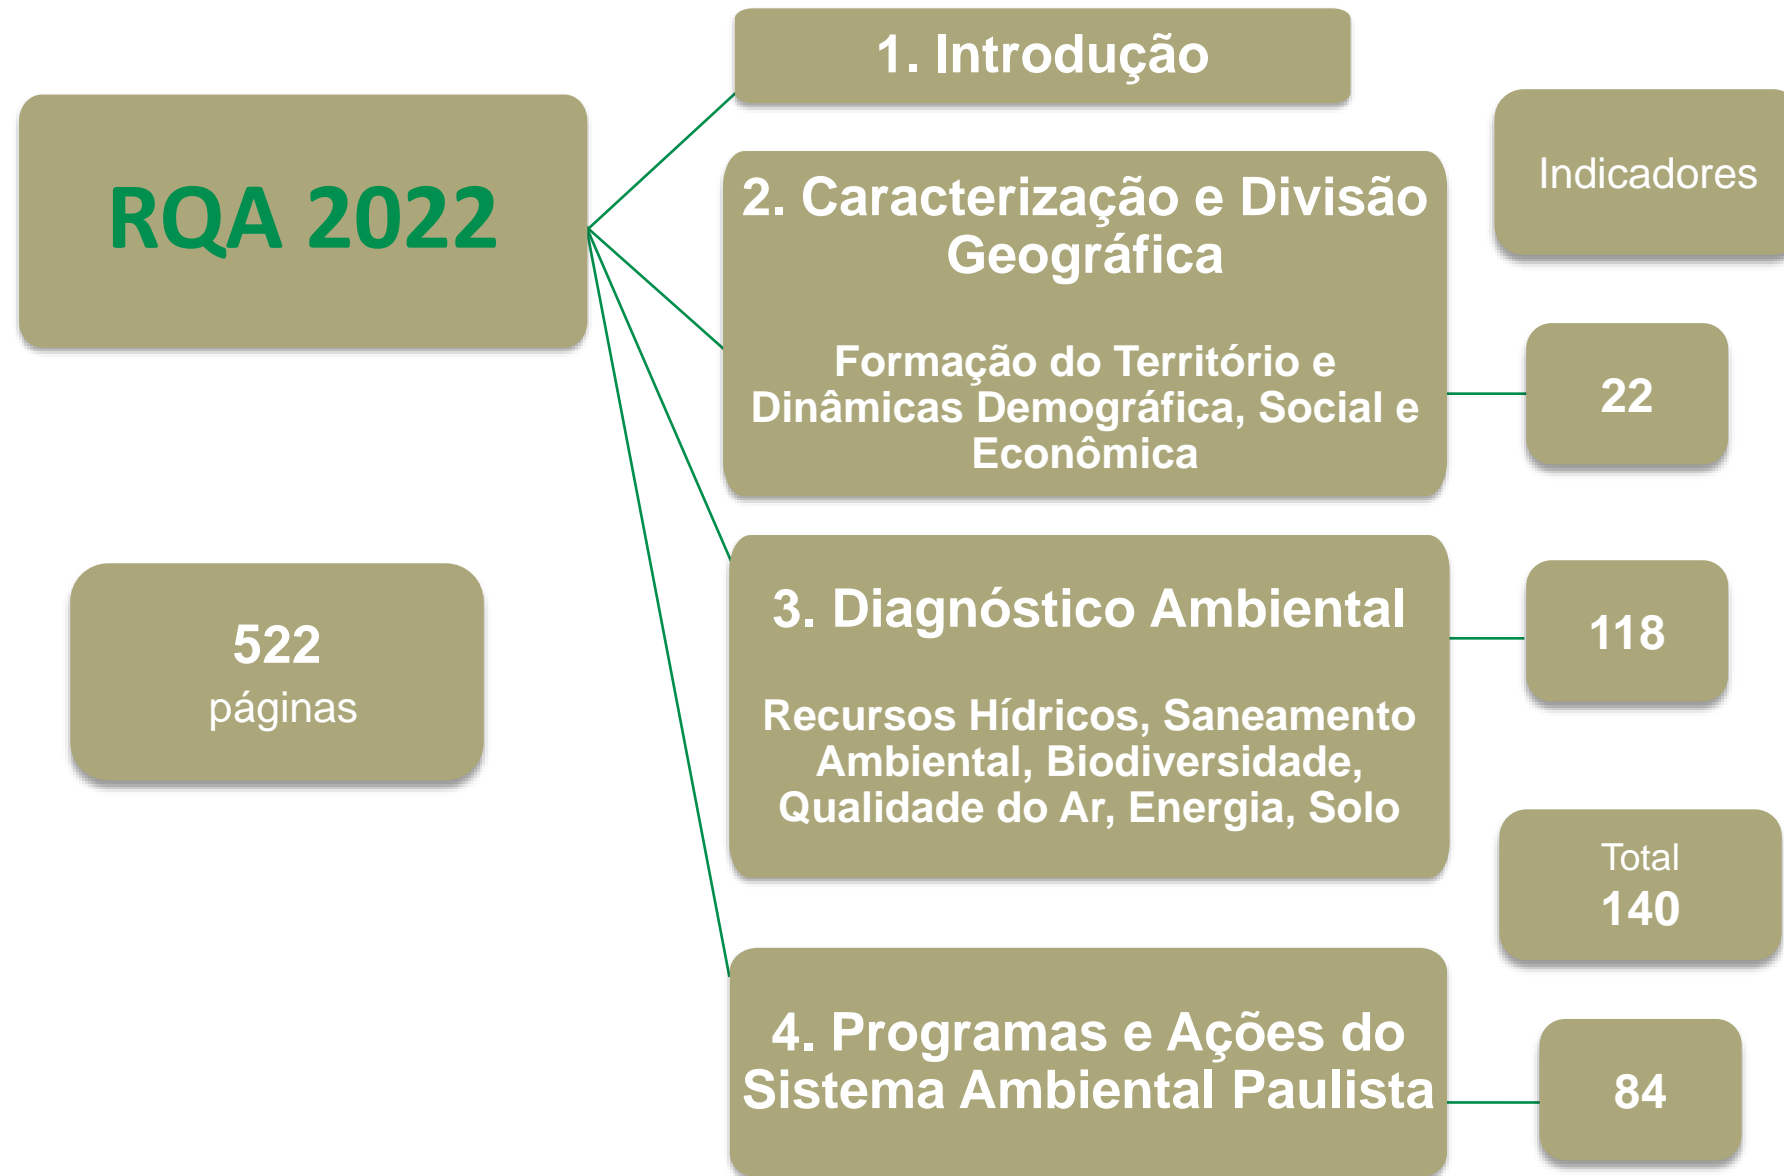 RQA 2022
522
páginas
1. Introdução
2. Caracterização e Divisão
Geográfica
Formação do Território e
Dinâmicas Demográfica, Social e
Econômica
3. Diagnóstico Ambiental
Recursos Hídricos, Saneamento
Ambiental, Biodiversidade,
Qualidade do Ar, Energia, Solo
4. Programas e Ações do
Sistema Ambiental Paulista
Indicadores
22
118
Total
140
84